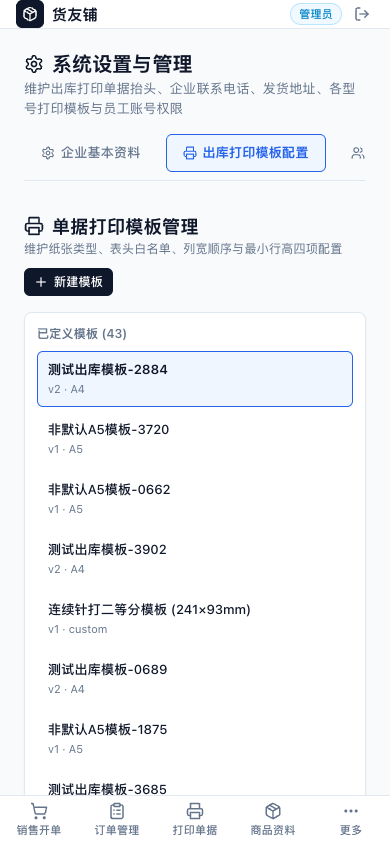 货友铺
管理员
系统设置与管理
维护出库打印单据抬头、企业联系电话、发货地址、各型
号打印模板与员工账号权限
企业基本资料
出库打印模板配置
单据打印模板管理
维护纸张类型、表头白名单、列宽顺序与最小行高四项配置
新建模板
已定义模板 (43)
测试出库模板-2884
v2 · A4
非默认A5模板-3720
v1 · A5
非默认A5模板-0662
v1 · A5
测试出库模板-3902
v2 · A4
连续针打二等分模板 (241×93mm)
v1 · custom
测试出库模板-0689
v2 · A4
非默认A5模板-1875
v1 · A5
测试出库模板-3685
销售开单
订单管理
打印单据
商品资料
更多